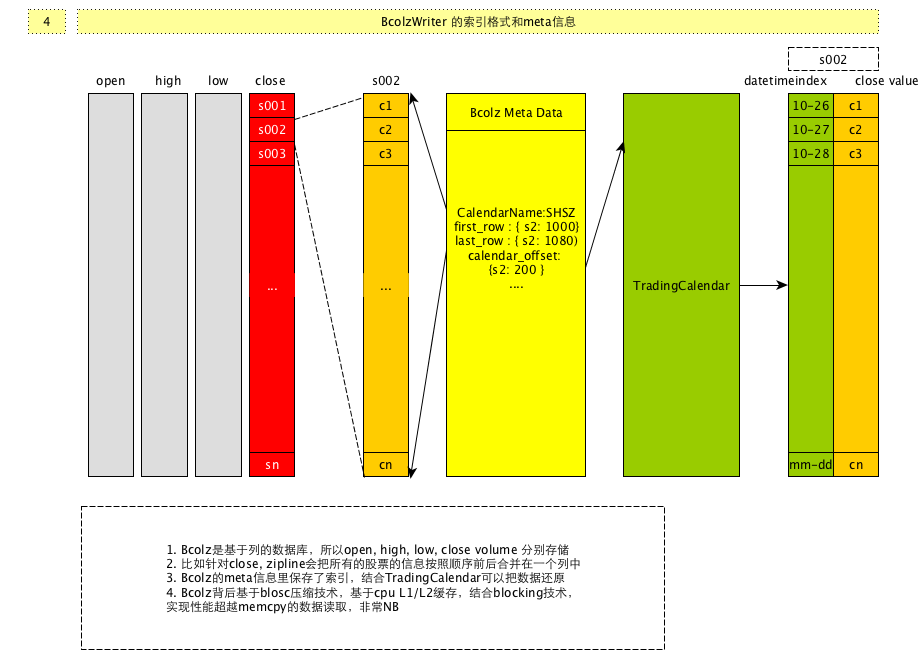 4
BcolzWriter 的索引格式和meta信息
s002
open high low close s002 datetimeindex close value
s001 c1 Bcolz Meta Data 10-26 c1
s002 c2 10-27 c2
s003 c3 10-28 c3
CalendarName:SHSZ
first_row : { s2: 1000}
last_row : { s2: 1080)
calendar_offset:
{s2: 200 }
....
... ... TradingCalendar
sn cn mm-dd cn
1. Bcolz是基于列的数据库，所以open, high, low, close volume 分别存储
2. 比如针对close, zipline会把所有的股票的信息按照顺序前后合并在一个列中
3. Bcolz的meta信息里保存了索引，结合TradingCalendar可以把数据还原
4. Bcolz背后基于blosc压缩技术，基于cpu L1/L2缓存，结合blocking技术，
实现性能超越memcpy的数据读取，非常NB